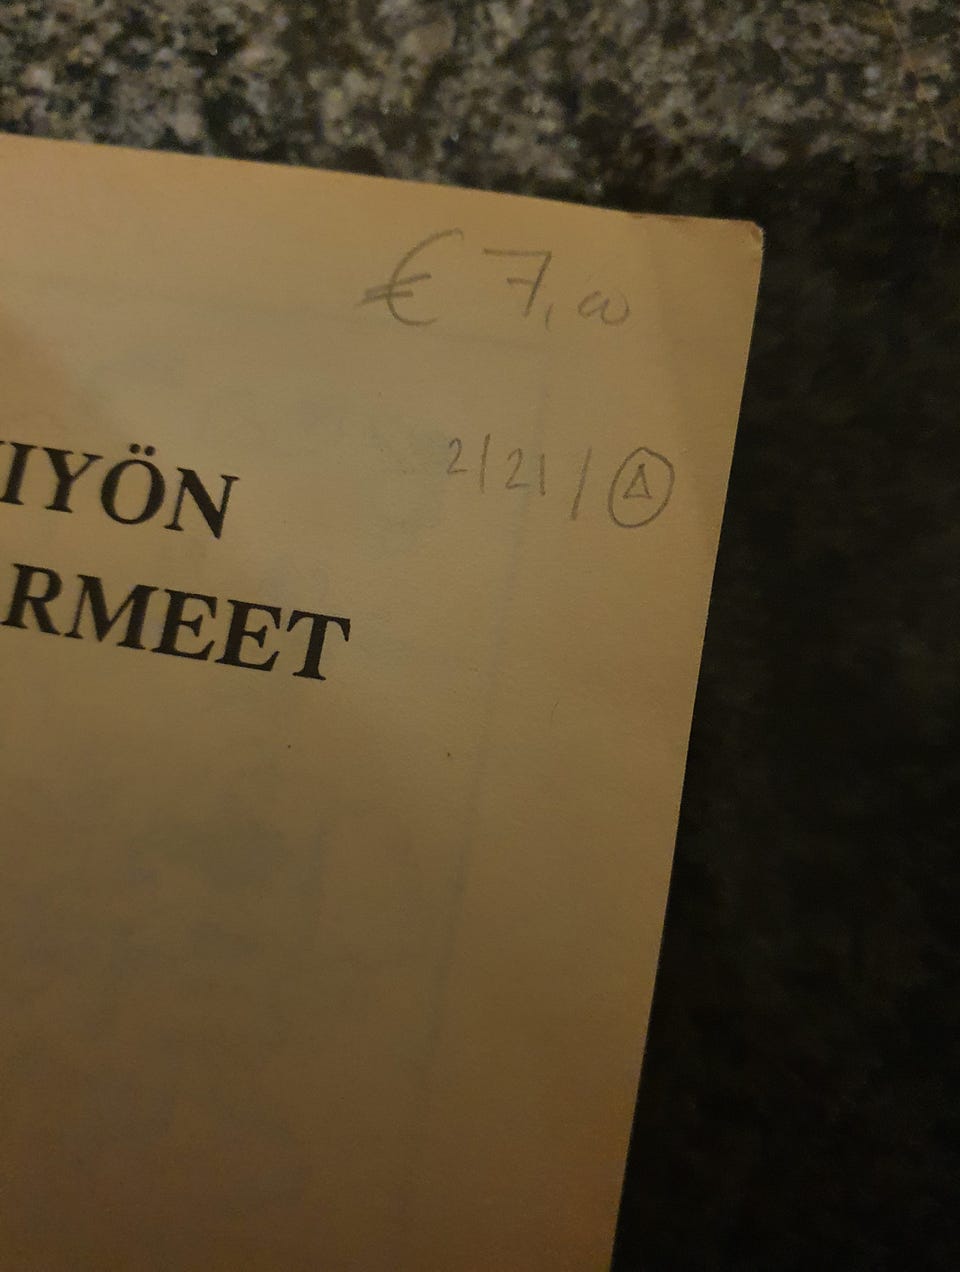 € 7,00
2/21/Ⓐ
IYÖN
RMEET